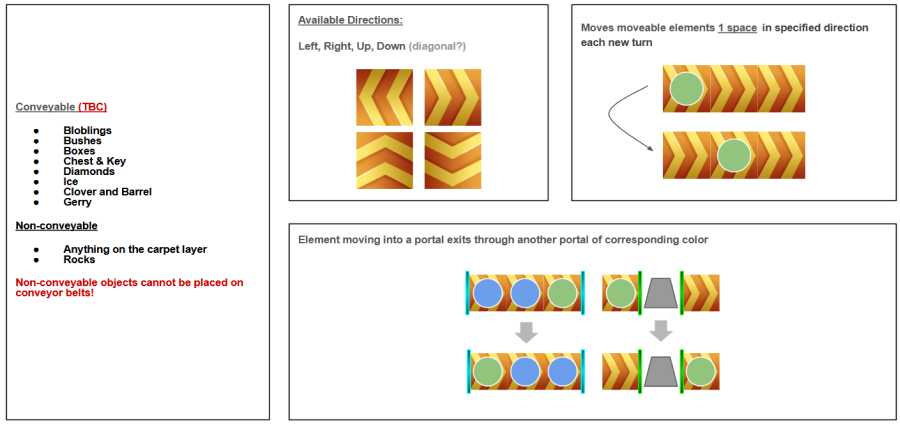 Conveyable (TBC)
● Bloblings
● Bushes
● Boxes
● Chest & Key
● Diamonds
● Ice
● Clover and Barrel
● Gerry
Non-conveyable
● Anything on the carpet layer
● Rocks
Non-conveyable objects cannot be placed on
conveyor belts!
Available Directions:
Left, Right, Up, Down (diagonal?)
Moves moveable elements 1 space in specified direction
each new turn
Element moving into a portal exits through another portal of corresponding color